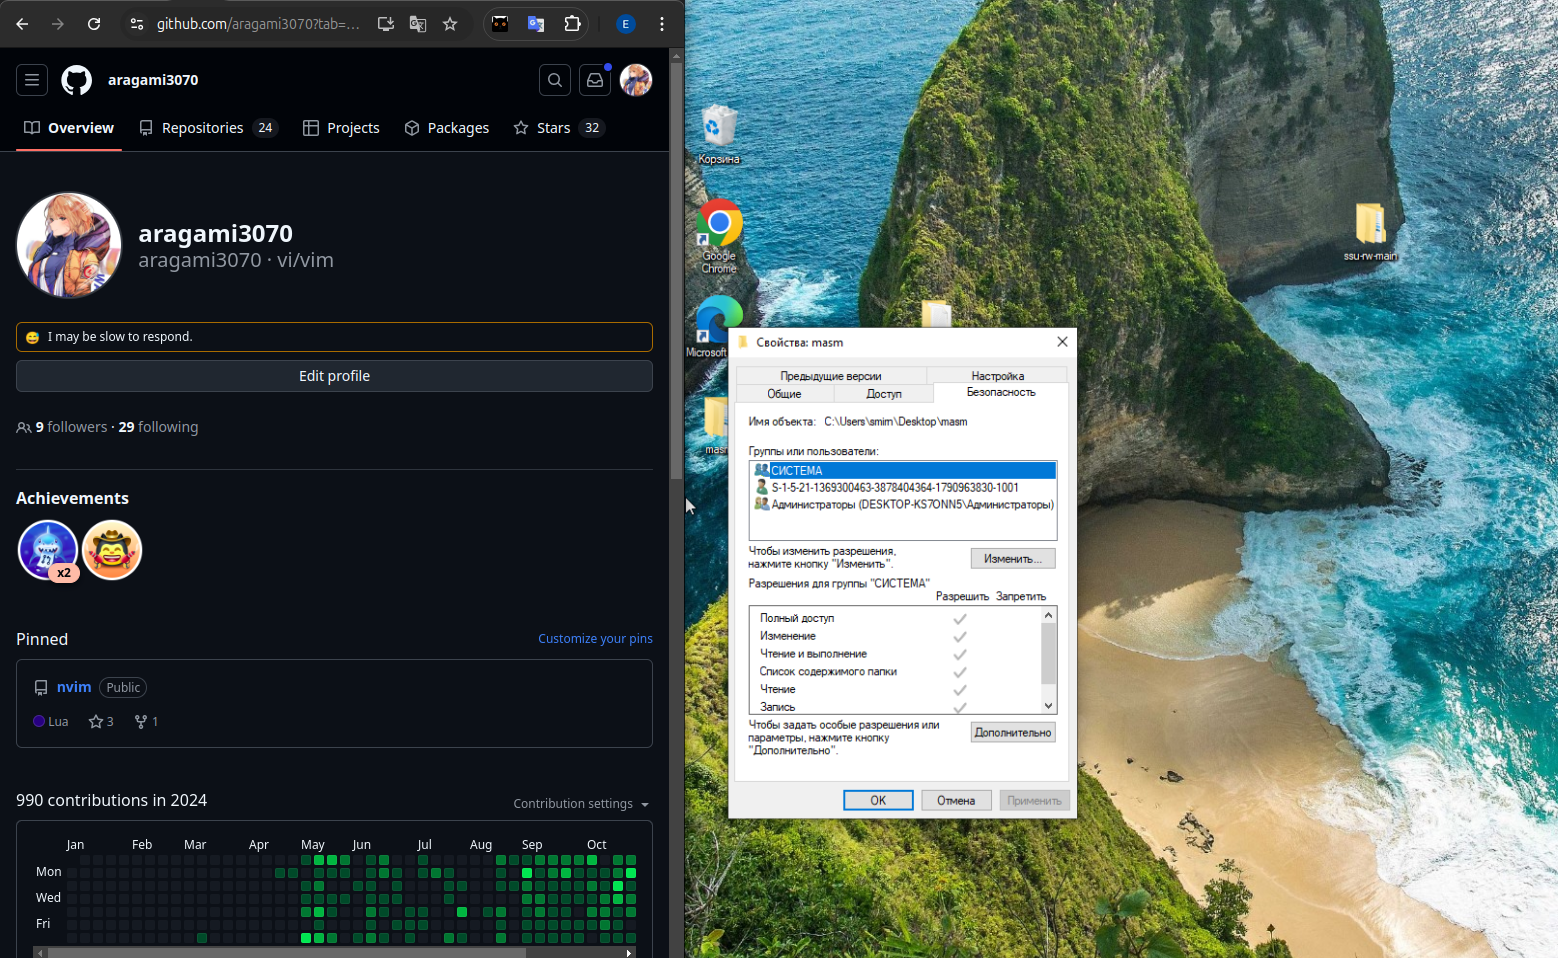 github.com/aragami3070?tab=...
E
aragami3070
Overview
Repositories 24
Projects
Packages
Stars 32
aragami3070
aragami3070 · vi/vim
I may be slow to respond.
Edit profile
9 followers · 29 following
Achievements
x2
Pinned
Customize your pins
nvim Public
Lua 3 1
990 contributions in 2024
Contribution settings
Jan Feb Mar Apr May Jun Jul Aug Sep Oct
Mon
Wed
Fri
Корзина
Google
Chrome
Microsoft
ssu-rw-main
Свойства: masm
Предыдущие версии
Настройка
Общие
Доступ
Безопасность
Имя объекта: C:\Users\smim\Desktop\masm
Группы или пользователи:
СИСТЕМА
S-1-5-21-1369300463-3878404364-1790963830-1001
Администраторы (DESKTOP-KS7ONN5\Администраторы)
Чтобы изменить разрешения,
нажмите кнопку "Изменить".
Изменить...
Разрешения для группы "СИСТЕМА"
Разрешить Запретить
Полный доступ
Изменение
Чтение и выполнение
Список содержимого папки
Чтение
Запись
Чтобы задать особые разрешения или
параметры, нажмите кнопку
"Дополнительно".
Дополнительно
OK
Отмена
Применить